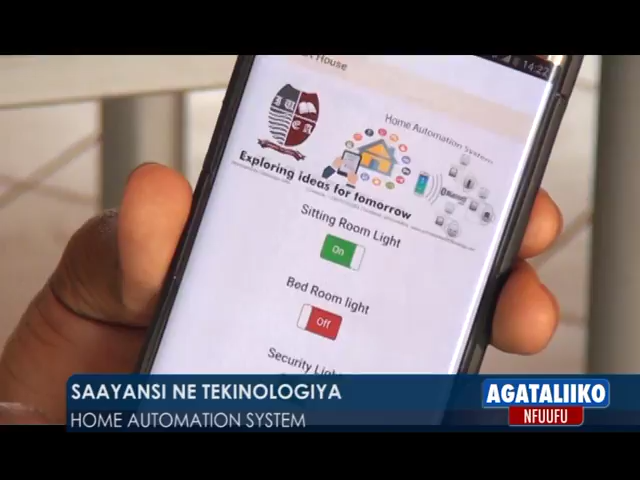 House
14:22
Home Automation System
Exploring ideas for tomorrow
Sitting Room Light
On
Bed Room light
Off
Security Light
SAAYANSI NE TEKINOLOGIYA
HOME AUTOMATION SYSTEM
AGATALIIKO
NFUUFU